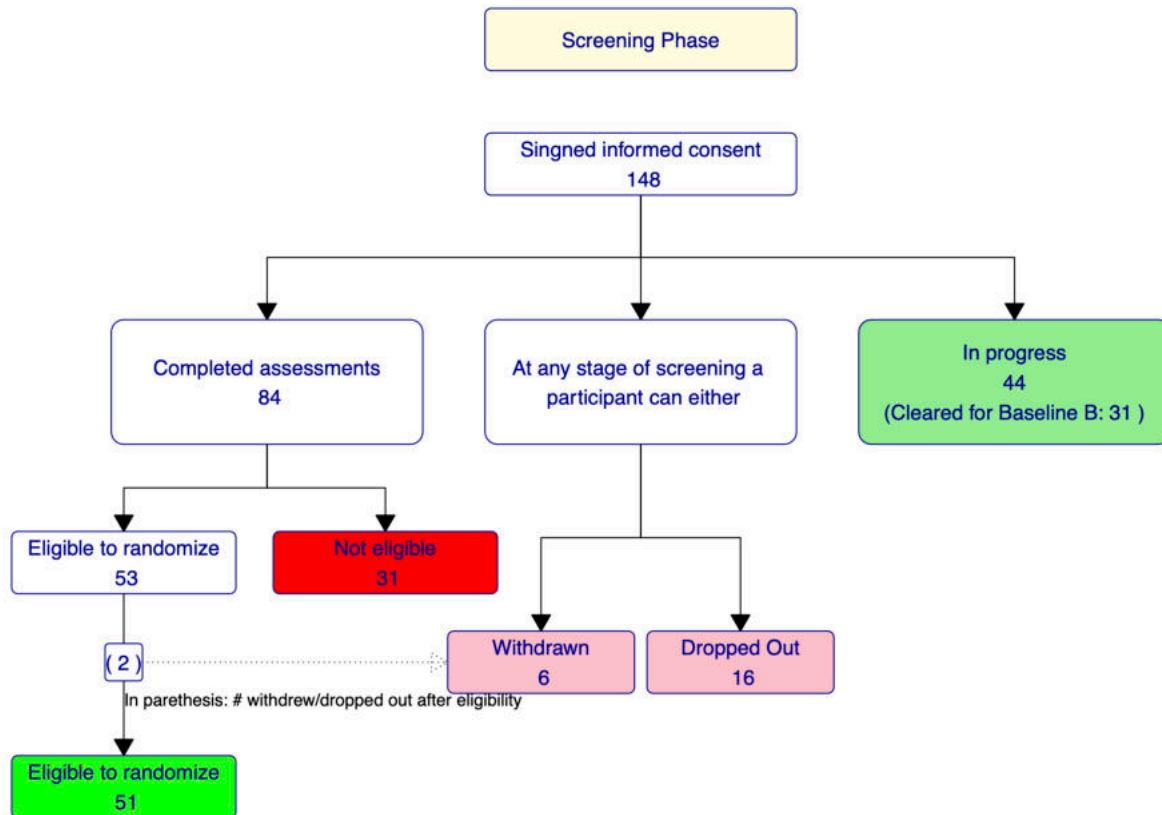 Screening Phase
Singned informed consent
148
Completed assessments
84
At any stage of screening a
participant can either
In progress
44
(Cleared for Baseline B: 31 )
Eligible to randomize
53
Not eligible
31
( 2 )
In parethesis: # withdrew/dropped out after eligibility
Withdrawn
6
Dropped Out
16
Eligible to randomize
51